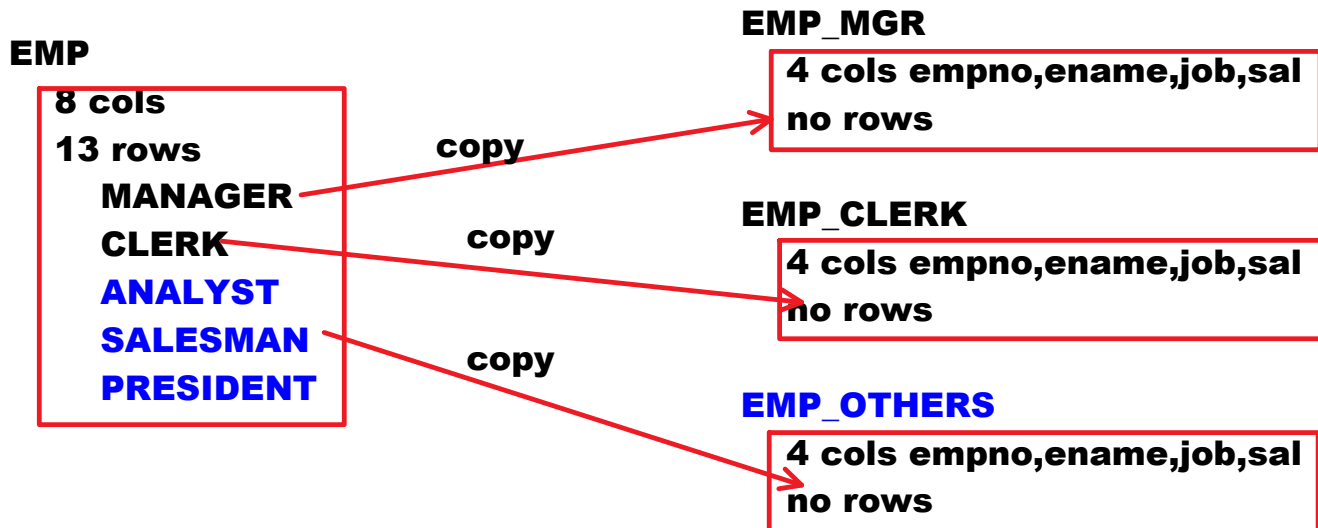 EMP
8 cols
13 rows
MANAGER
CLERK
ANALYST
SALESMAN
PRESIDENT
copy
copy
copy
EMP_MGR
4 cols empno,ename,job,sal
no rows
EMP_CLERK
4 cols empno,ename,job,sal
no rows
EMP_OTHERS
4 cols empno,ename,job,sal
no rows